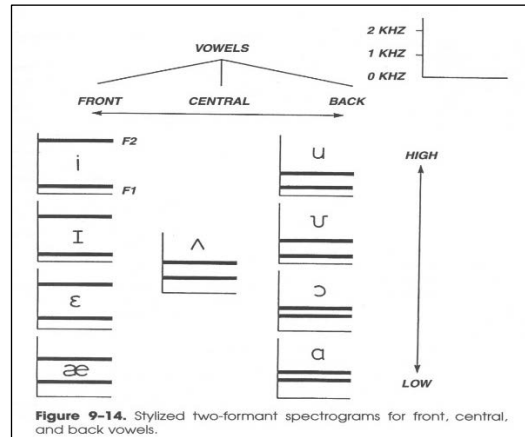 2 KHZ
1 KHZ
0 KHZ
VOWELS
FRONT CENTRAL BACK
F2
i
F1
u
HIGH
ɪ
ʊ
ʌ
ɛ
ɔ
æ
ɑ
LOW
Figure 9-14. Stylized two-formant spectrograms for front, central,
and back vowels.